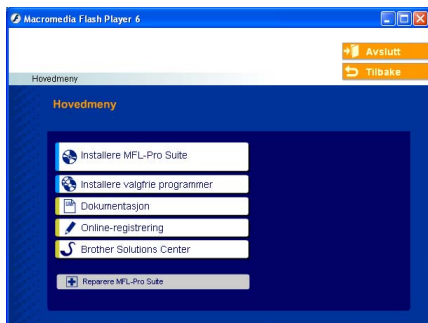 Macromedia Flash Player 6
Avslutt
Tilbake
Hovedmeny
Hovedmeny
Installere MFL-Pro Suite
Installere valgfrie programmer
Dokumentasjon
Online-registrering
Brother Solutions Center
Reparere MFL-Pro Suite